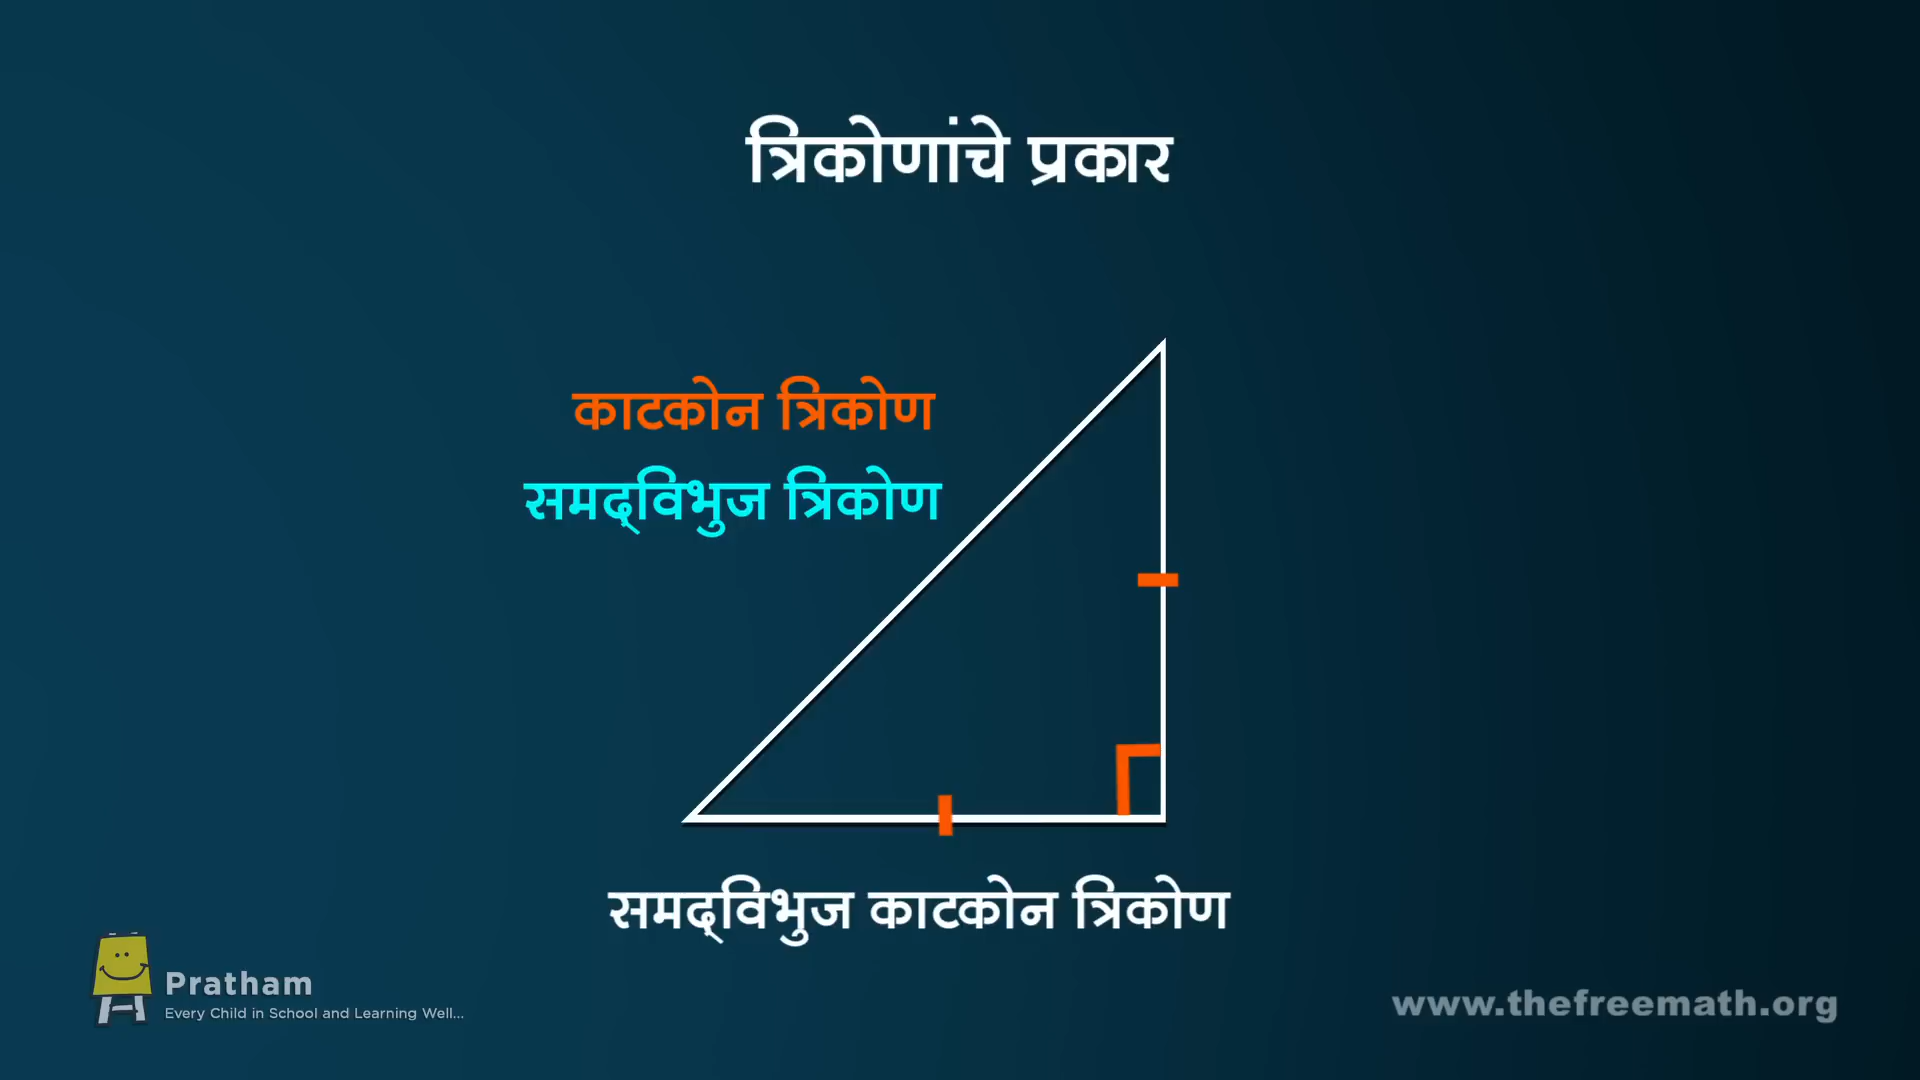 त्रिकोणांचे प्रकार
काटकोन त्रिकोण
समद्‌विभुज त्रिकोण
समद्‌विभुज काटकोन त्रिकोण
Pratham
Every Child in School and Learning Well...
www.thefreemath.org